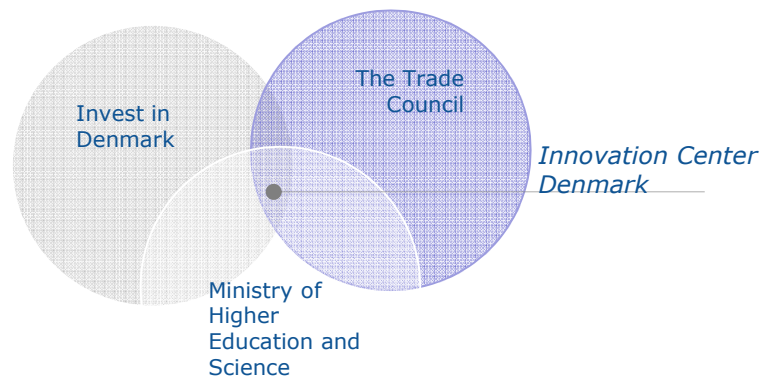 The Trade
Council
Invest in
Denmark
Innovation Center
Denmark
Ministry of
Higher
Education and
Science